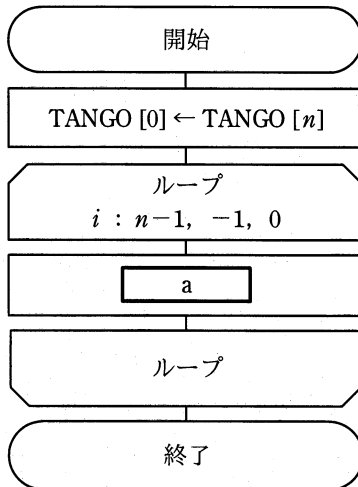 開始
TANGO [0] ← TANGO [n]
ループ
i : n−1, −1, 0
a
ループ
終了